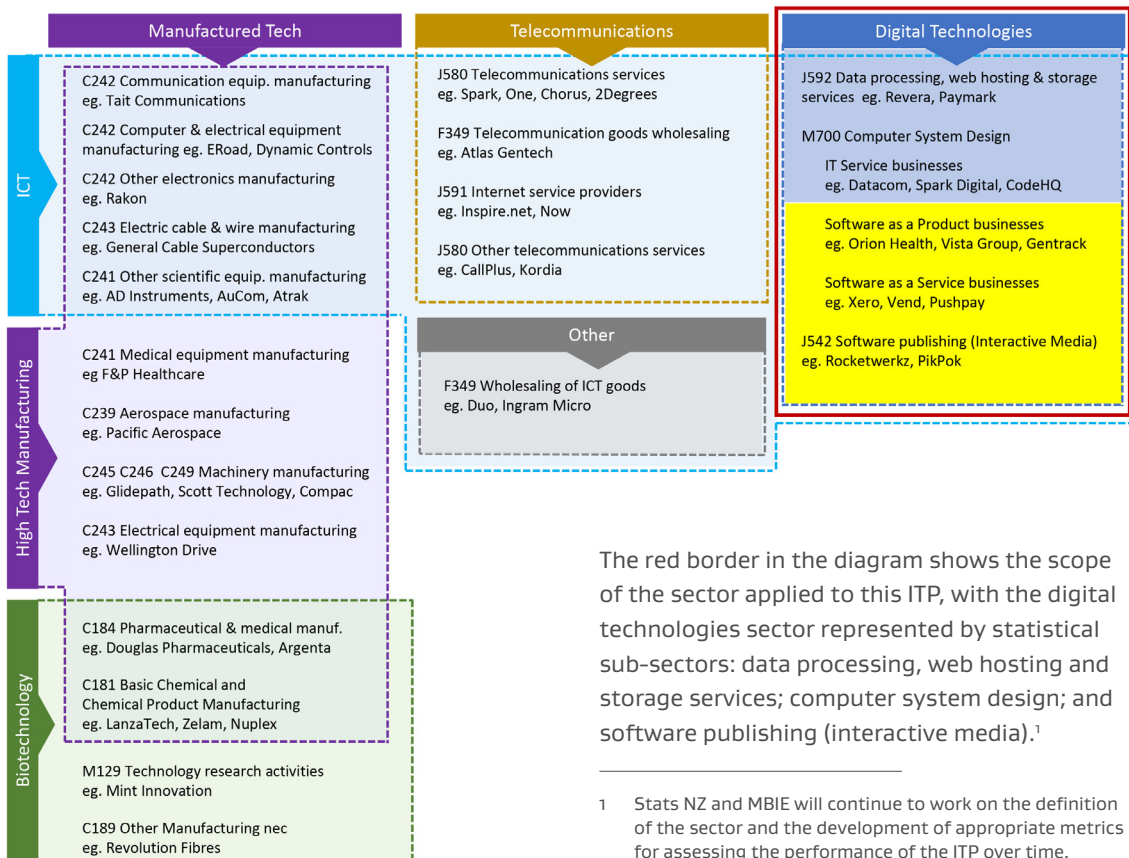 Manufactured Tech
Telecommunications
Digital Technologies
ICT
C242 Communication equip. manufacturing
eg. Tait Communications
C242 Computer & electrical equipment
manufacturing eg. ERoad, Dynamic Controls
C242 Other electronics manufacturing
eg. Rakon
C243 Electric cable & wire manufacturing
eg. General Cable Superconductors
C241 Other scientific equip. manufacturing
eg. AD Instruments, AuCom, Atrak
J580 Telecommunications services
eg. Spark, One, Chorus, 2Degrees
F349 Telecommunication goods wholesaling
eg. Atlas Gentech
J591 Internet service providers
eg. Inspire.net, Now
J580 Other telecommunications services
eg. CallPlus, Kordia
J592 Data processing, web hosting & storage
services eg. Revera, Paymark
M700 Computer System Design
IT Service businesses
eg. Datacom, Spark Digital, CodeHQ
Software as a Product businesses
eg. Orion Health, Vista Group, Gentrack
Software as a Service businesses
eg. Xero, Vend, Pushpay
J542 Software publishing (Interactive Media)
eg. Rocketwerkz, PikPok
Other
F349 Wholesaling of ICT goods
eg. Duo, Ingram Micro
High Tech Manufacturing
C241 Medical equipment manufacturing
eg F&P Healthcare
C239 Aerospace manufacturing
eg. Pacific Aerospace
C245 C246 C249 Machinery manufacturing
eg. Glidepath, Scott Technology, Compac
C243 Electrical equipment manufacturing
eg. Wellington Drive
Biotechnology
C184 Pharmaceutical & medical manuf.
eg. Douglas Pharmaceuticals, Argenta
C181 Basic Chemical and
Chemical Product Manufacturing
eg. LanzaTech, Zelam, Nuplex
M129 Technology research activities
eg. Mint Innovation
C189 Other Manufacturing nec
eg. Revolution Fibres
The red border in the diagram shows the scope
of the sector applied to this ITP, with the digital
technologies sector represented by statistical
sub-sectors: data processing, web hosting and
storage services; computer system design; and
software publishing (interactive media).¹
1 Stats NZ and MBIE will continue to work on the definition
of the sector and the development of appropriate metrics
for assessing the performance of the ITP over time.